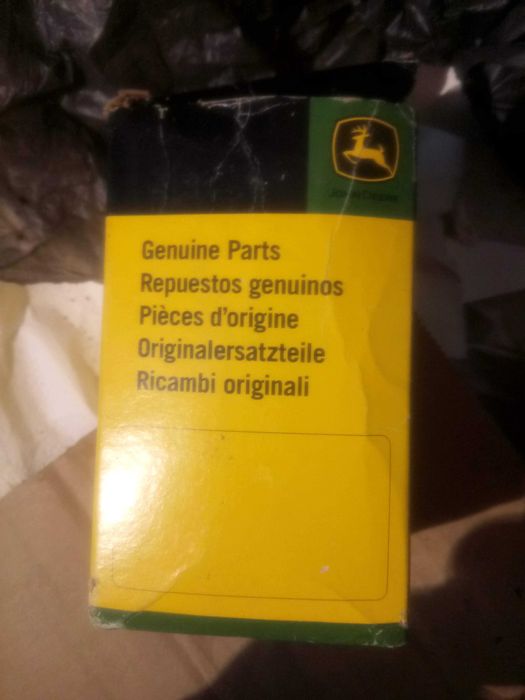 JOHN DEERE
Genuine Parts
Repuestos genuinos
Pièces d'origine
Originalersatzteile
Ricambi originali